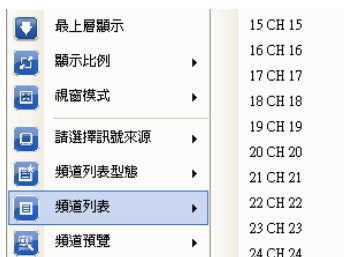 最上層顯示
顯示比例
視窗模式
請選擇訊號來源
頻道列表型態
頻道列表
頻道預覽
15 CH 15
16 CH 16
17 CH 17
18 CH 18
19 CH 19
20 CH 20
21 CH 21
22 CH 22
23 CH 23
24 CH 24